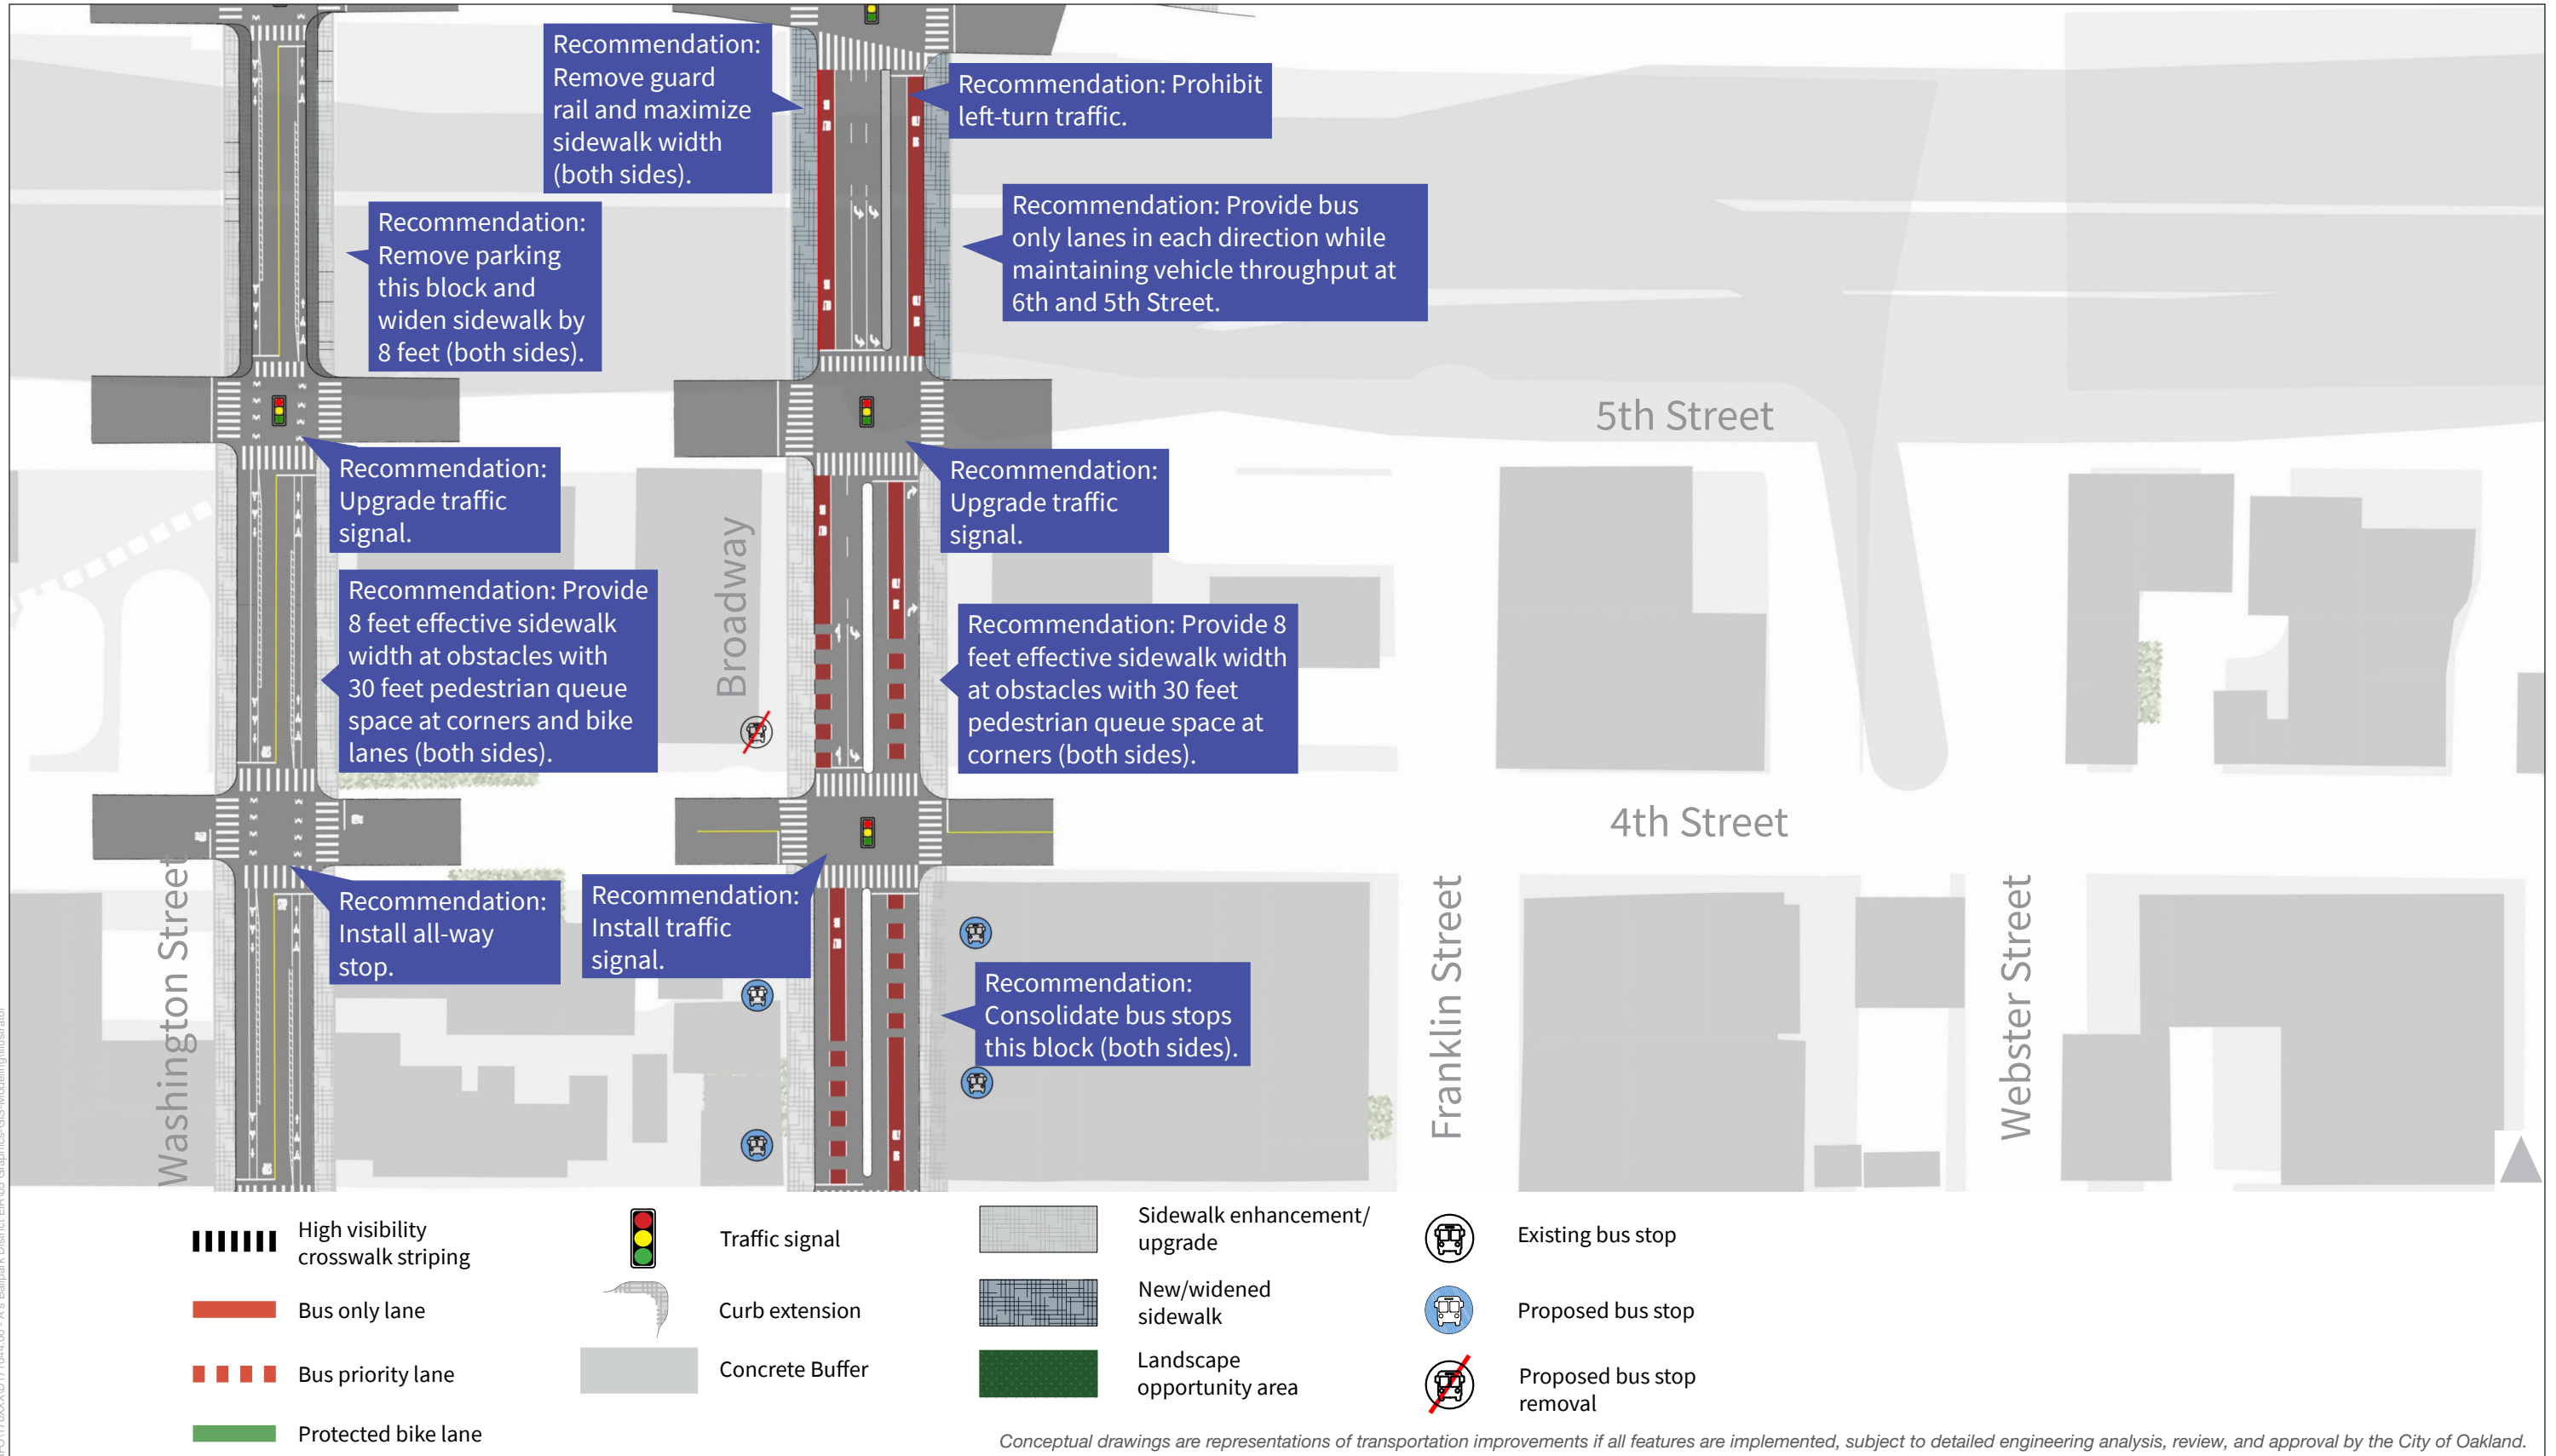 Recommendation:
Remove guard
rail and maximize
sidewalk width
(both sides).
Recommendation: Prohibit
left-turn traffic.
Recommendation:
Remove parking
this block and
widen sidewalk by
8 feet (both sides).
Recommendation: Provide bus
only lanes in each direction while
maintaining vehicle throughput at
6th and 5th Street.
5th Street
Recommendation:
Upgrade traffic
signal.
Recommendation:
Upgrade traffic
signal.
Broadway
Recommendation: Provide
8 feet effective sidewalk
width at obstacles with
30 feet pedestrian queue
space at corners and bike
lanes (both sides).
Recommendation: Provide 8
feet effective sidewalk width
at obstacles with 30 feet
pedestrian queue space at
corners (both sides).
4th Street
Washington Street
Recommendation:
Install all-way
stop.
Recommendation:
Install traffic
signal.
Recommendation:
Consolidate bus stops
this block (both sides).
Franklin Street
Webster Street
High visibility
crosswalk striping
Bus only lane
Bus priority lane
Protected bike lane
Traffic signal
Curb extension
Concrete Buffer
Sidewalk enhancement/
upgrade
New/widened
sidewalk
Landscape
opportunity area
Existing bus stop
Proposed bus stop
Proposed bus stop
removal
Conceptual drawings are representations of transportation improvements if all features are implemented, subject to detailed engineering analysis, review, and approval by the City of Oakland.